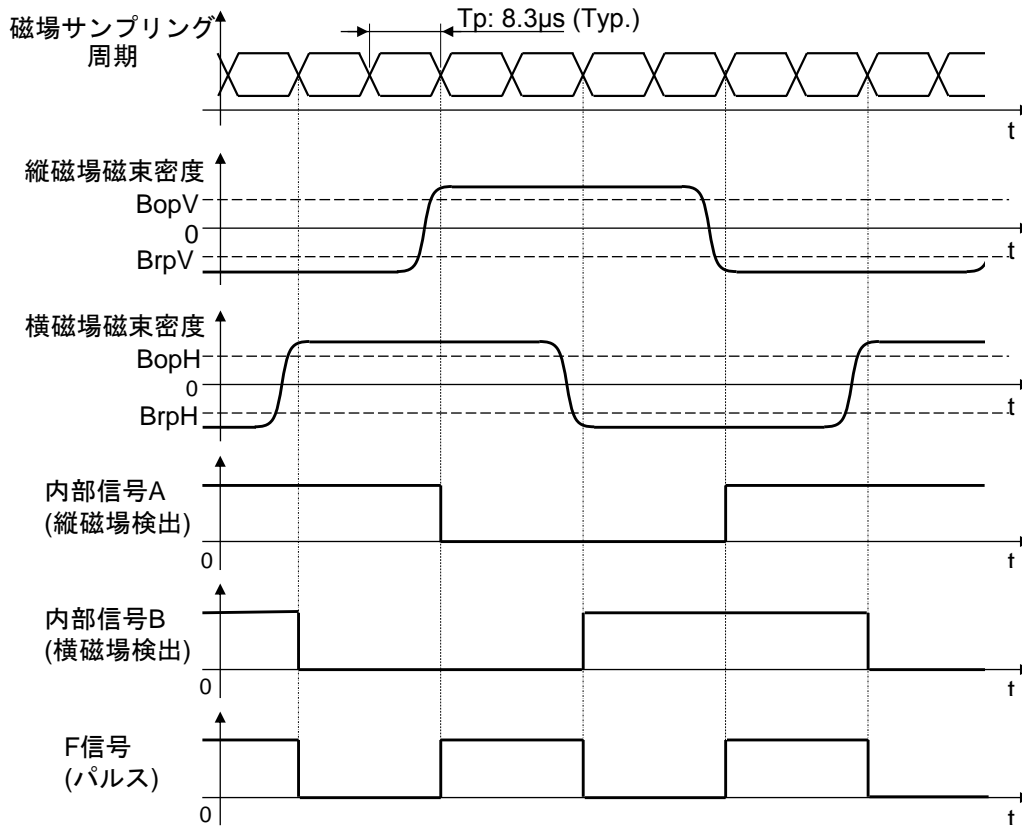 磁場サンプリング
周期
Tp: 8.3µs (Typ.)
t
縦磁場磁束密度
BopV
0
BrpV
t
横磁場磁束密度
BopH
0
BrpH
t
内部信号A
(縦磁場検出)
0
t
内部信号B
(横磁場検出)
0
t
F信号
(パルス)
0
t